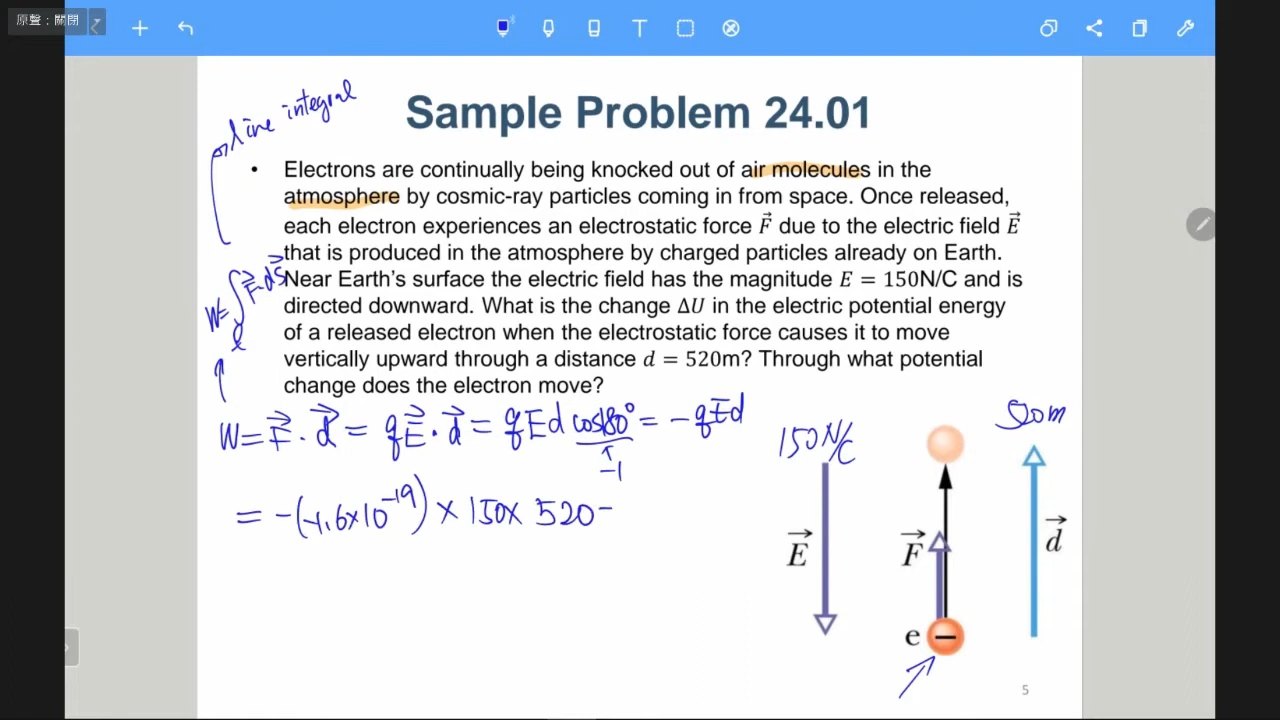 原聲：關閉
T
line integral
Sample Problem 24.01
• Electrons are continually being knocked out of air molecules in the
atmosphere by cosmic-ray particles coming in from space. Once released,
each electron experiences an electrostatic force F⃗ due to the electric field E⃗
that is produced in the atmosphere by charged particles already on Earth.
Near Earth's surface the electric field has the magnitude E = 150N/C and is
directed downward. What is the change ΔU in the electric potential energy
of a released electron when the electrostatic force causes it to move
vertically upward through a distance d = 520m? Through what potential
change does the electron move?
W=∫F⃗·dS⃗
W = F⃗ · d⃗ = qE⃗ · d⃗ = qEd cos180° = -qEd
-1
= -(-1.6×10⁻¹⁹) × 150 × 520 -
150 N/C
520m
E⃗
F⃗
d⃗
e −
5